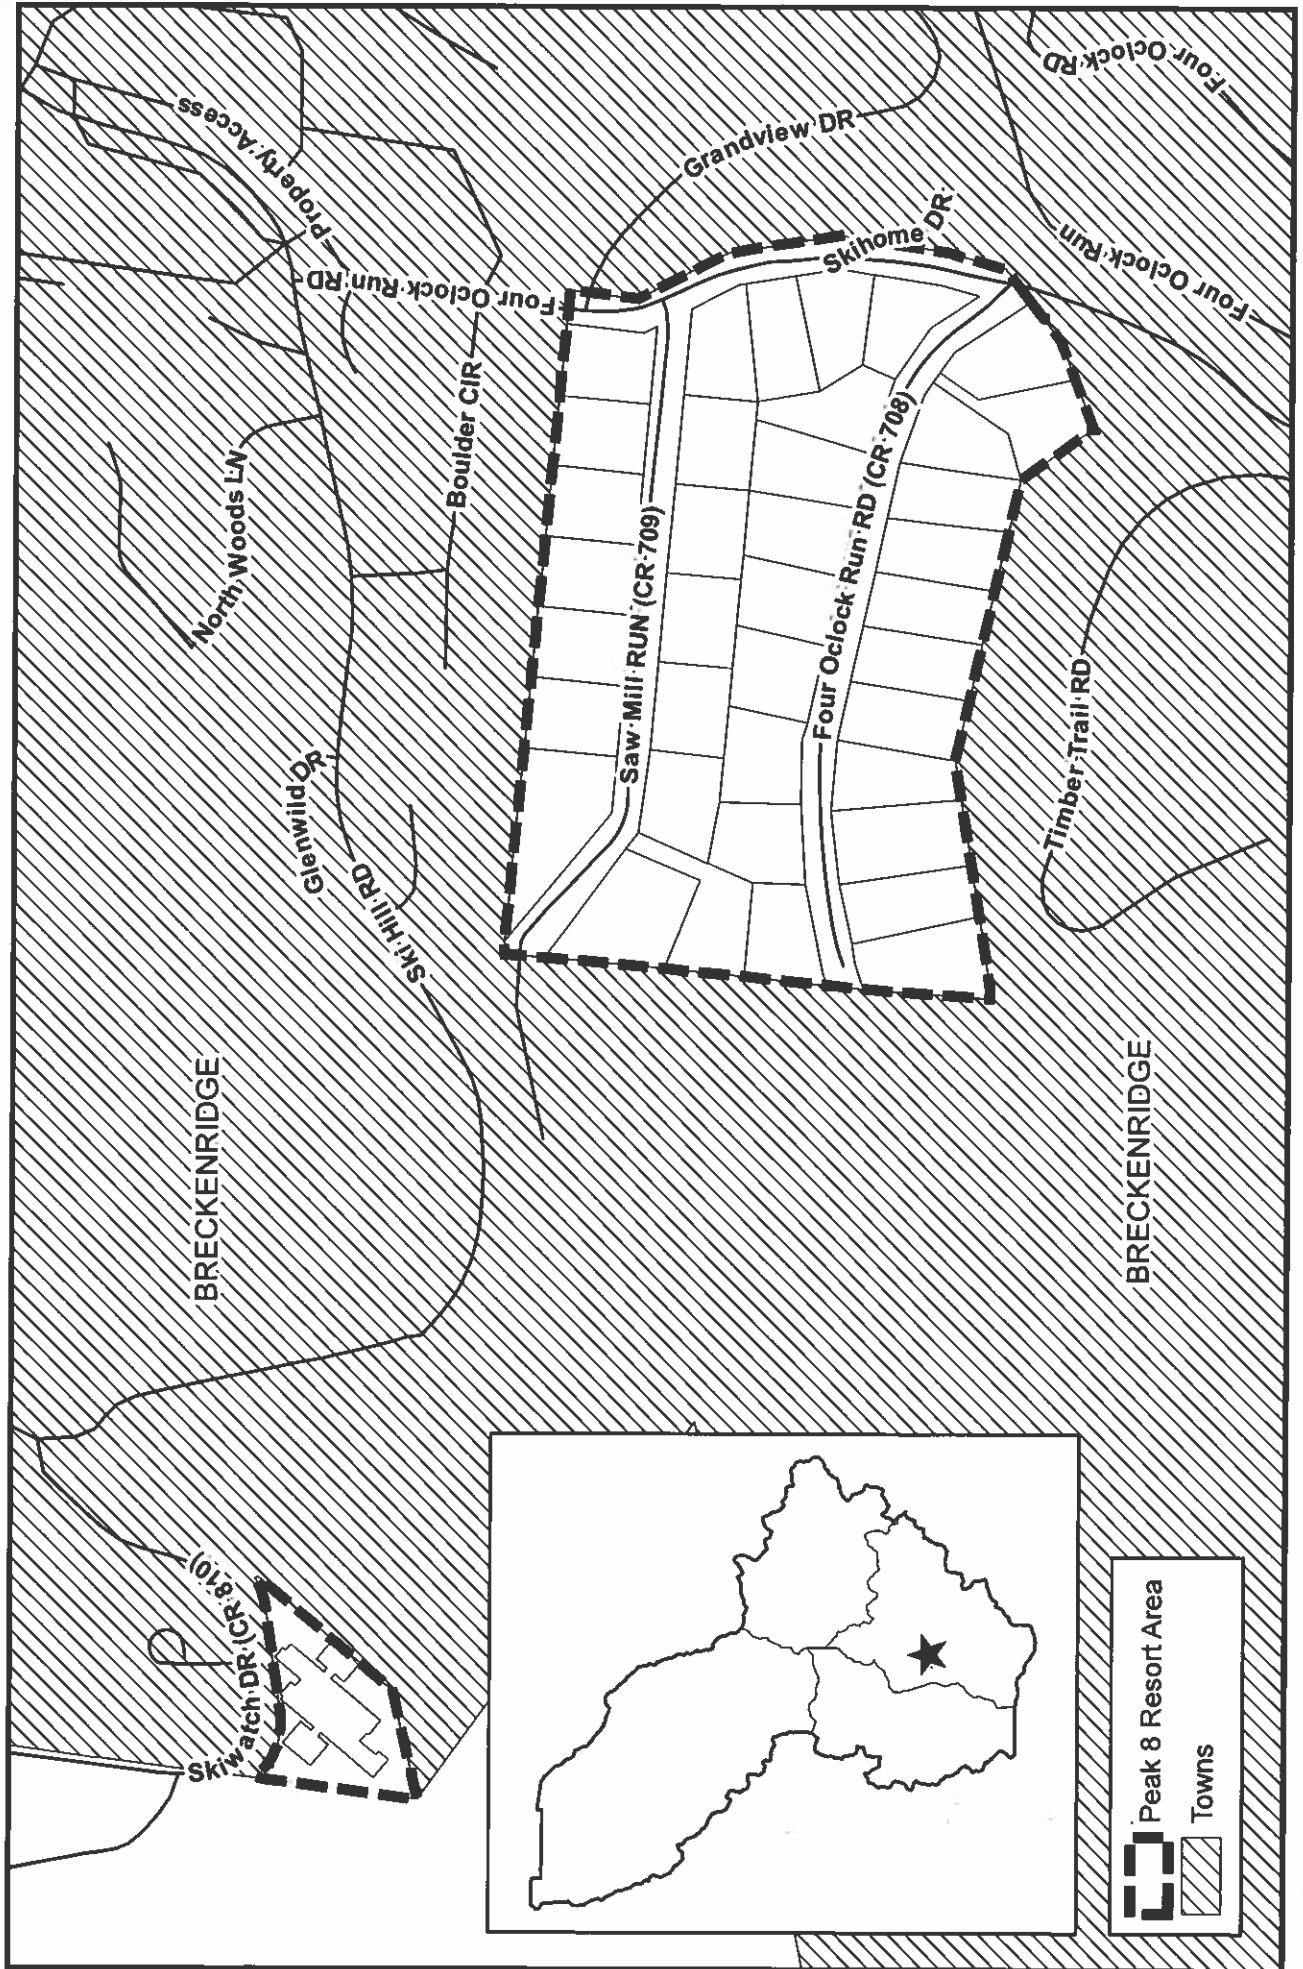 Four Oclock RD
Property Access
Grandview DR
Skihome DR
Four Oclock Run
Four Oclock Run RD
Boulder CIR
North Woods LN
Saw Mill RUN (CR 709)
Four Oclock Run RD (CR 708)
Timber Trail RD
Glenwild DR
Ski Hill RD
BRECKENRIDGE
BRECKENRIDGE
Skiwatch DR (CR 810)
Peak 8 Resort Area
Towns